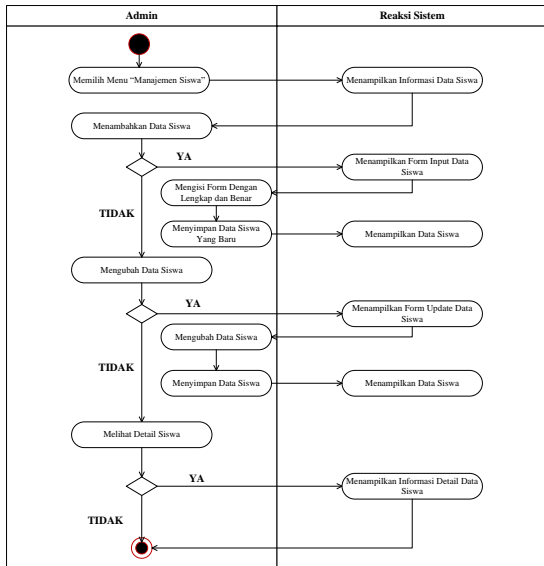 Admin
Reaksi Sistem
Memilih Menu “Manajemen Siswa”
Menampilkan Informasi Data Siswa
Menambahkan Data Siswa
YA
Menampilkan Form Input Data
Siswa
Mengisi Form Dengan
Lengkap dan Benar
TIDAK
Menyimpan Data Siswa
Yang Baru
Menampilkan Data Siswa
Mengubah Data Siswa
YA
Menampilkan Form Update Data
Siswa
Mengubah Data Siswa
TIDAK
Menyimpan Data Siswa
Menampilkan Data Siswa
Melihat Detail Siswa
YA
Menampilkan Informasi Detail Data
Siswa
TIDAK